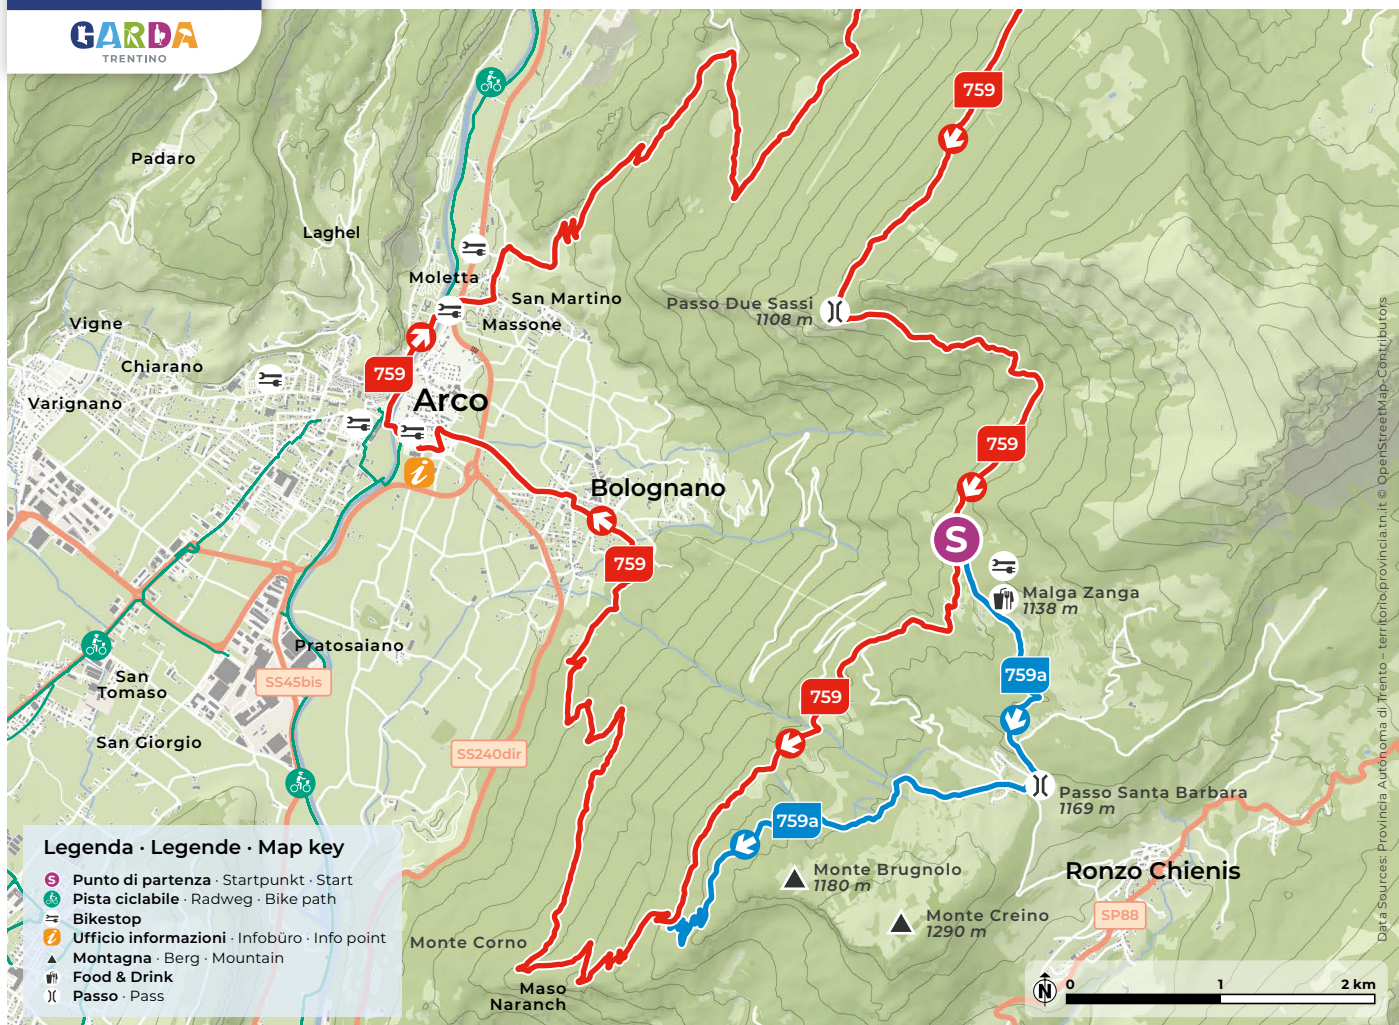 GARDA
TRENTINO
759
Padaro
Laghel
Moletta
San Martino
Massone
Passo Due Sassi
1108 m
Vigne
Chiarano
Varignano
759
Arco
759
i
Bolognano
S
759
Malga Zanga
1138 m
Pratosaiano
San
Tomaso
SS45bis
759a
759
San Giorgio
SS240dir
Passo Santa Barbara
1169 m
759a
Monte Brugnolo
1180 m
Ronzo Chienis
Monte Creino
1290 m
SP88
Monte Corno
Maso
Naranch
Legenda · Legende · Map key
S Punto di partenza · Startpunkt · Start
Pista ciclabile · Radweg · Bike path
Bikestop
i Ufficio informazioni · Infobüro · Info point
Montagna · Berg · Mountain
Food & Drink
Passo · Pass
N
0 1 2 km
Data Sources: Provincia Autonoma di Trento – territorio.provincia.tn.it © OpenStreetMap-Contributors